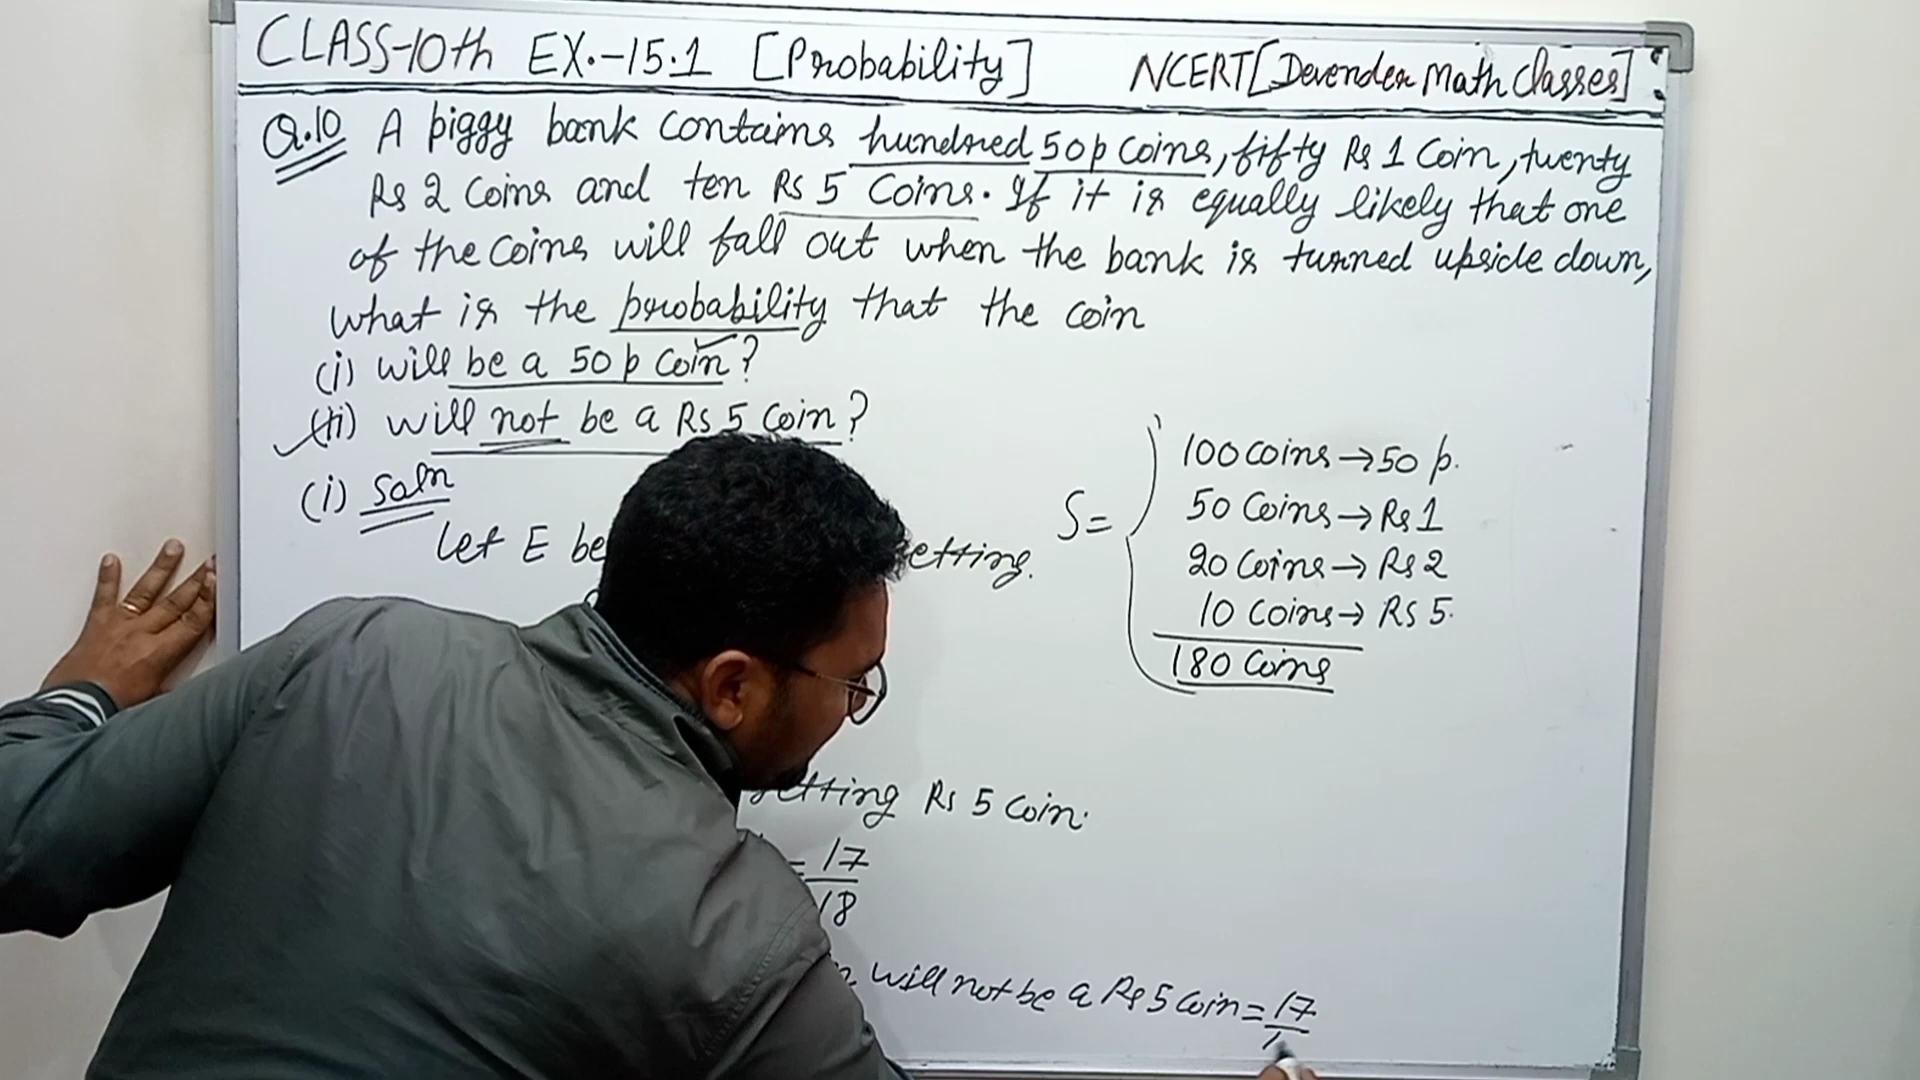 CLASS-10th EX.-15.1 [Probability] NCERT [Devender Math Classes]
Q.10 A piggy bank contains hundred 50p coins, fifty Rs 1 Coin, twenty
Rs 2 Coins and ten Rs 5 Coins. If it is equally likely that one
of the coins will fall out when the bank is turned upside down,
what is the probability that the coin
(i) will be a 50 p coin?
(ii) will not be a Rs 5 coin?
(i) Soln
Let E be etting.
S=
100 coins → 50 p.
50 Coins → Rs 1
20 Coins → Rs 2
10 Coins → Rs 5.
180 Coins
getting Rs 5 coin.
= 17
18
will not be a Rs 5 coin = 17
1